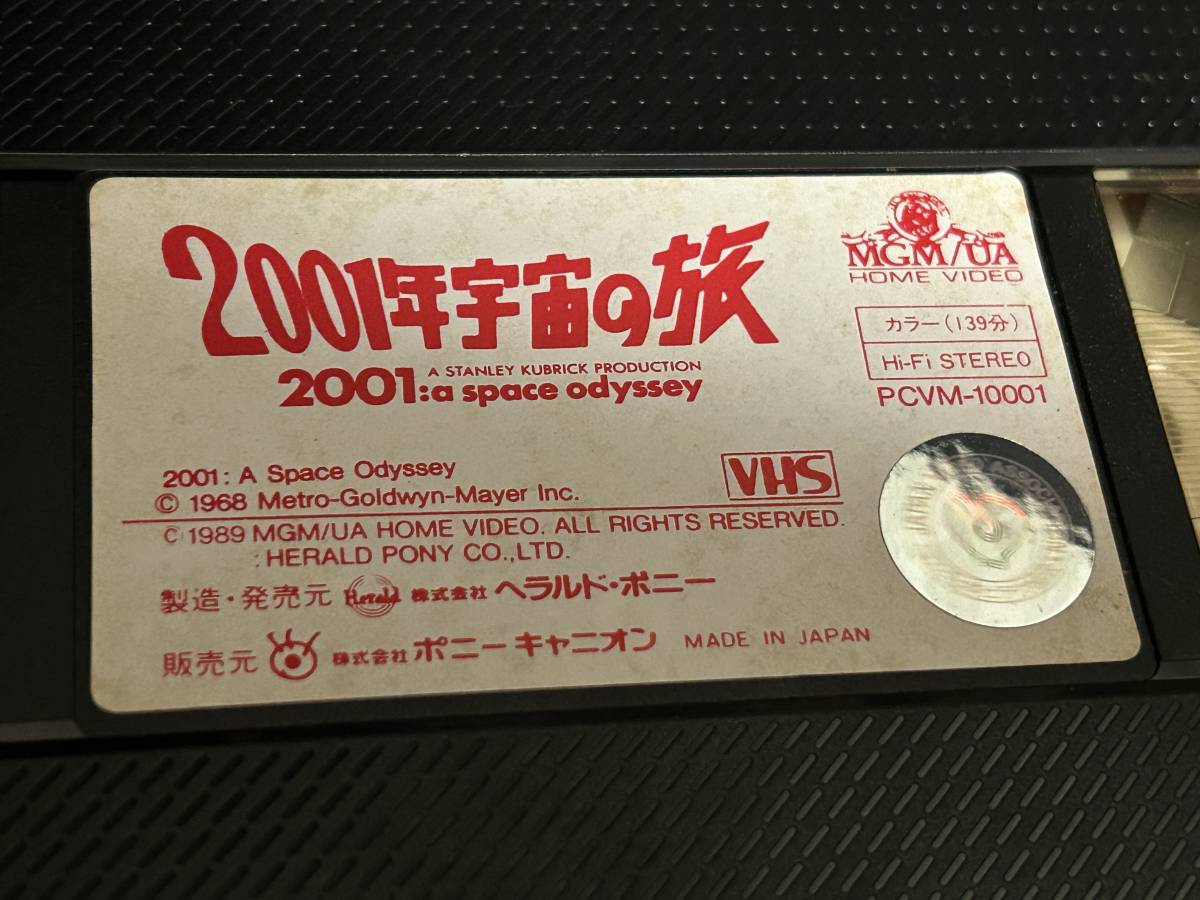 2001年宇宙の旅
A STANLEY KUBRICK PRODUCTION
2001:a space odyssey
MGM/UA
HOME VIDEO
カラー(139分)
Hi-Fi STEREO
PCVM-10001
2001: A Space Odyssey
© 1968 Metro-Goldwyn-Mayer Inc.
VHS
© 1989 MGM/UA HOME VIDEO. ALL RIGHTS RESERVED.
:HERALD PONY CO.,LTD.
製造・発売元 Herald 株式会社 ヘラルド・ポニー
販売元 株式会社 ポニーキャニオン MADE IN JAPAN